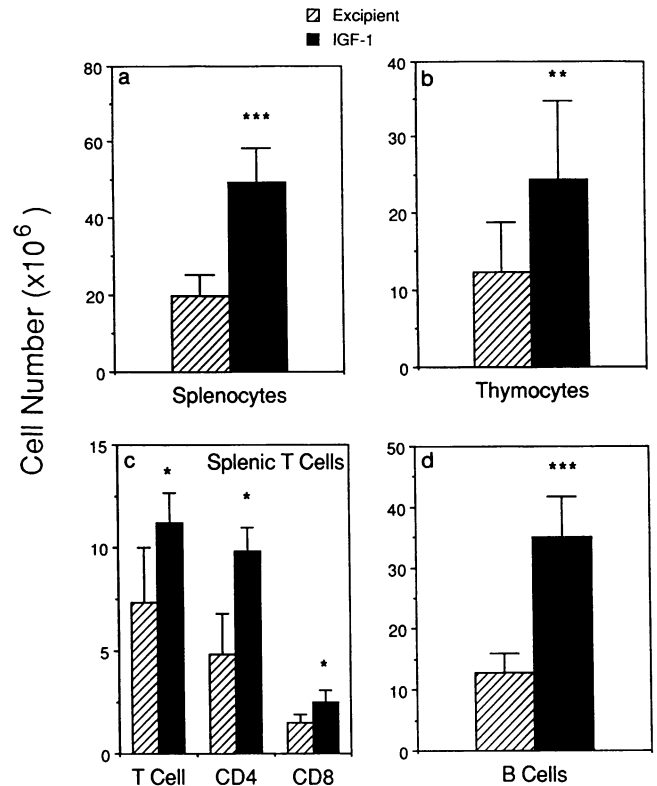 Excipient
IGF-1
Cell Number (x10⁶)
a
80
60
40
20
0
***
Splenocytes
b
40
30
20
10
0
**
Thymocytes
c
Splenic T Cells
15
10
5
0
*
*
*
T Cell CD4 CD8
d
50
40
30
20
10
0
***
B Cells